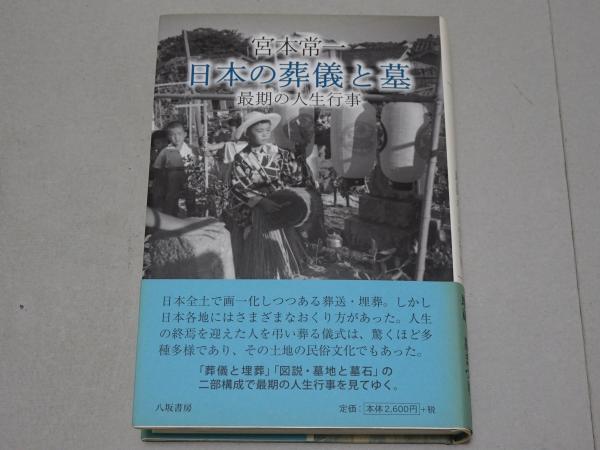 宮本常一
日本の葬儀と墓
最期の人生行事
日本全土で画一化しつつある葬送・埋葬。しかし
日本各地にはさまざまなおくり方があった。人生
の終焉を迎えた人を弔い葬る儀式は、驚くほど多
種多様であり、その土地の民俗文化でもあった。
「葬儀と埋葬」「図説・墓地と墓石」の
二部構成で最期の人生行事を見てゆく。
八坂書房
定価：本体2,600円＋税